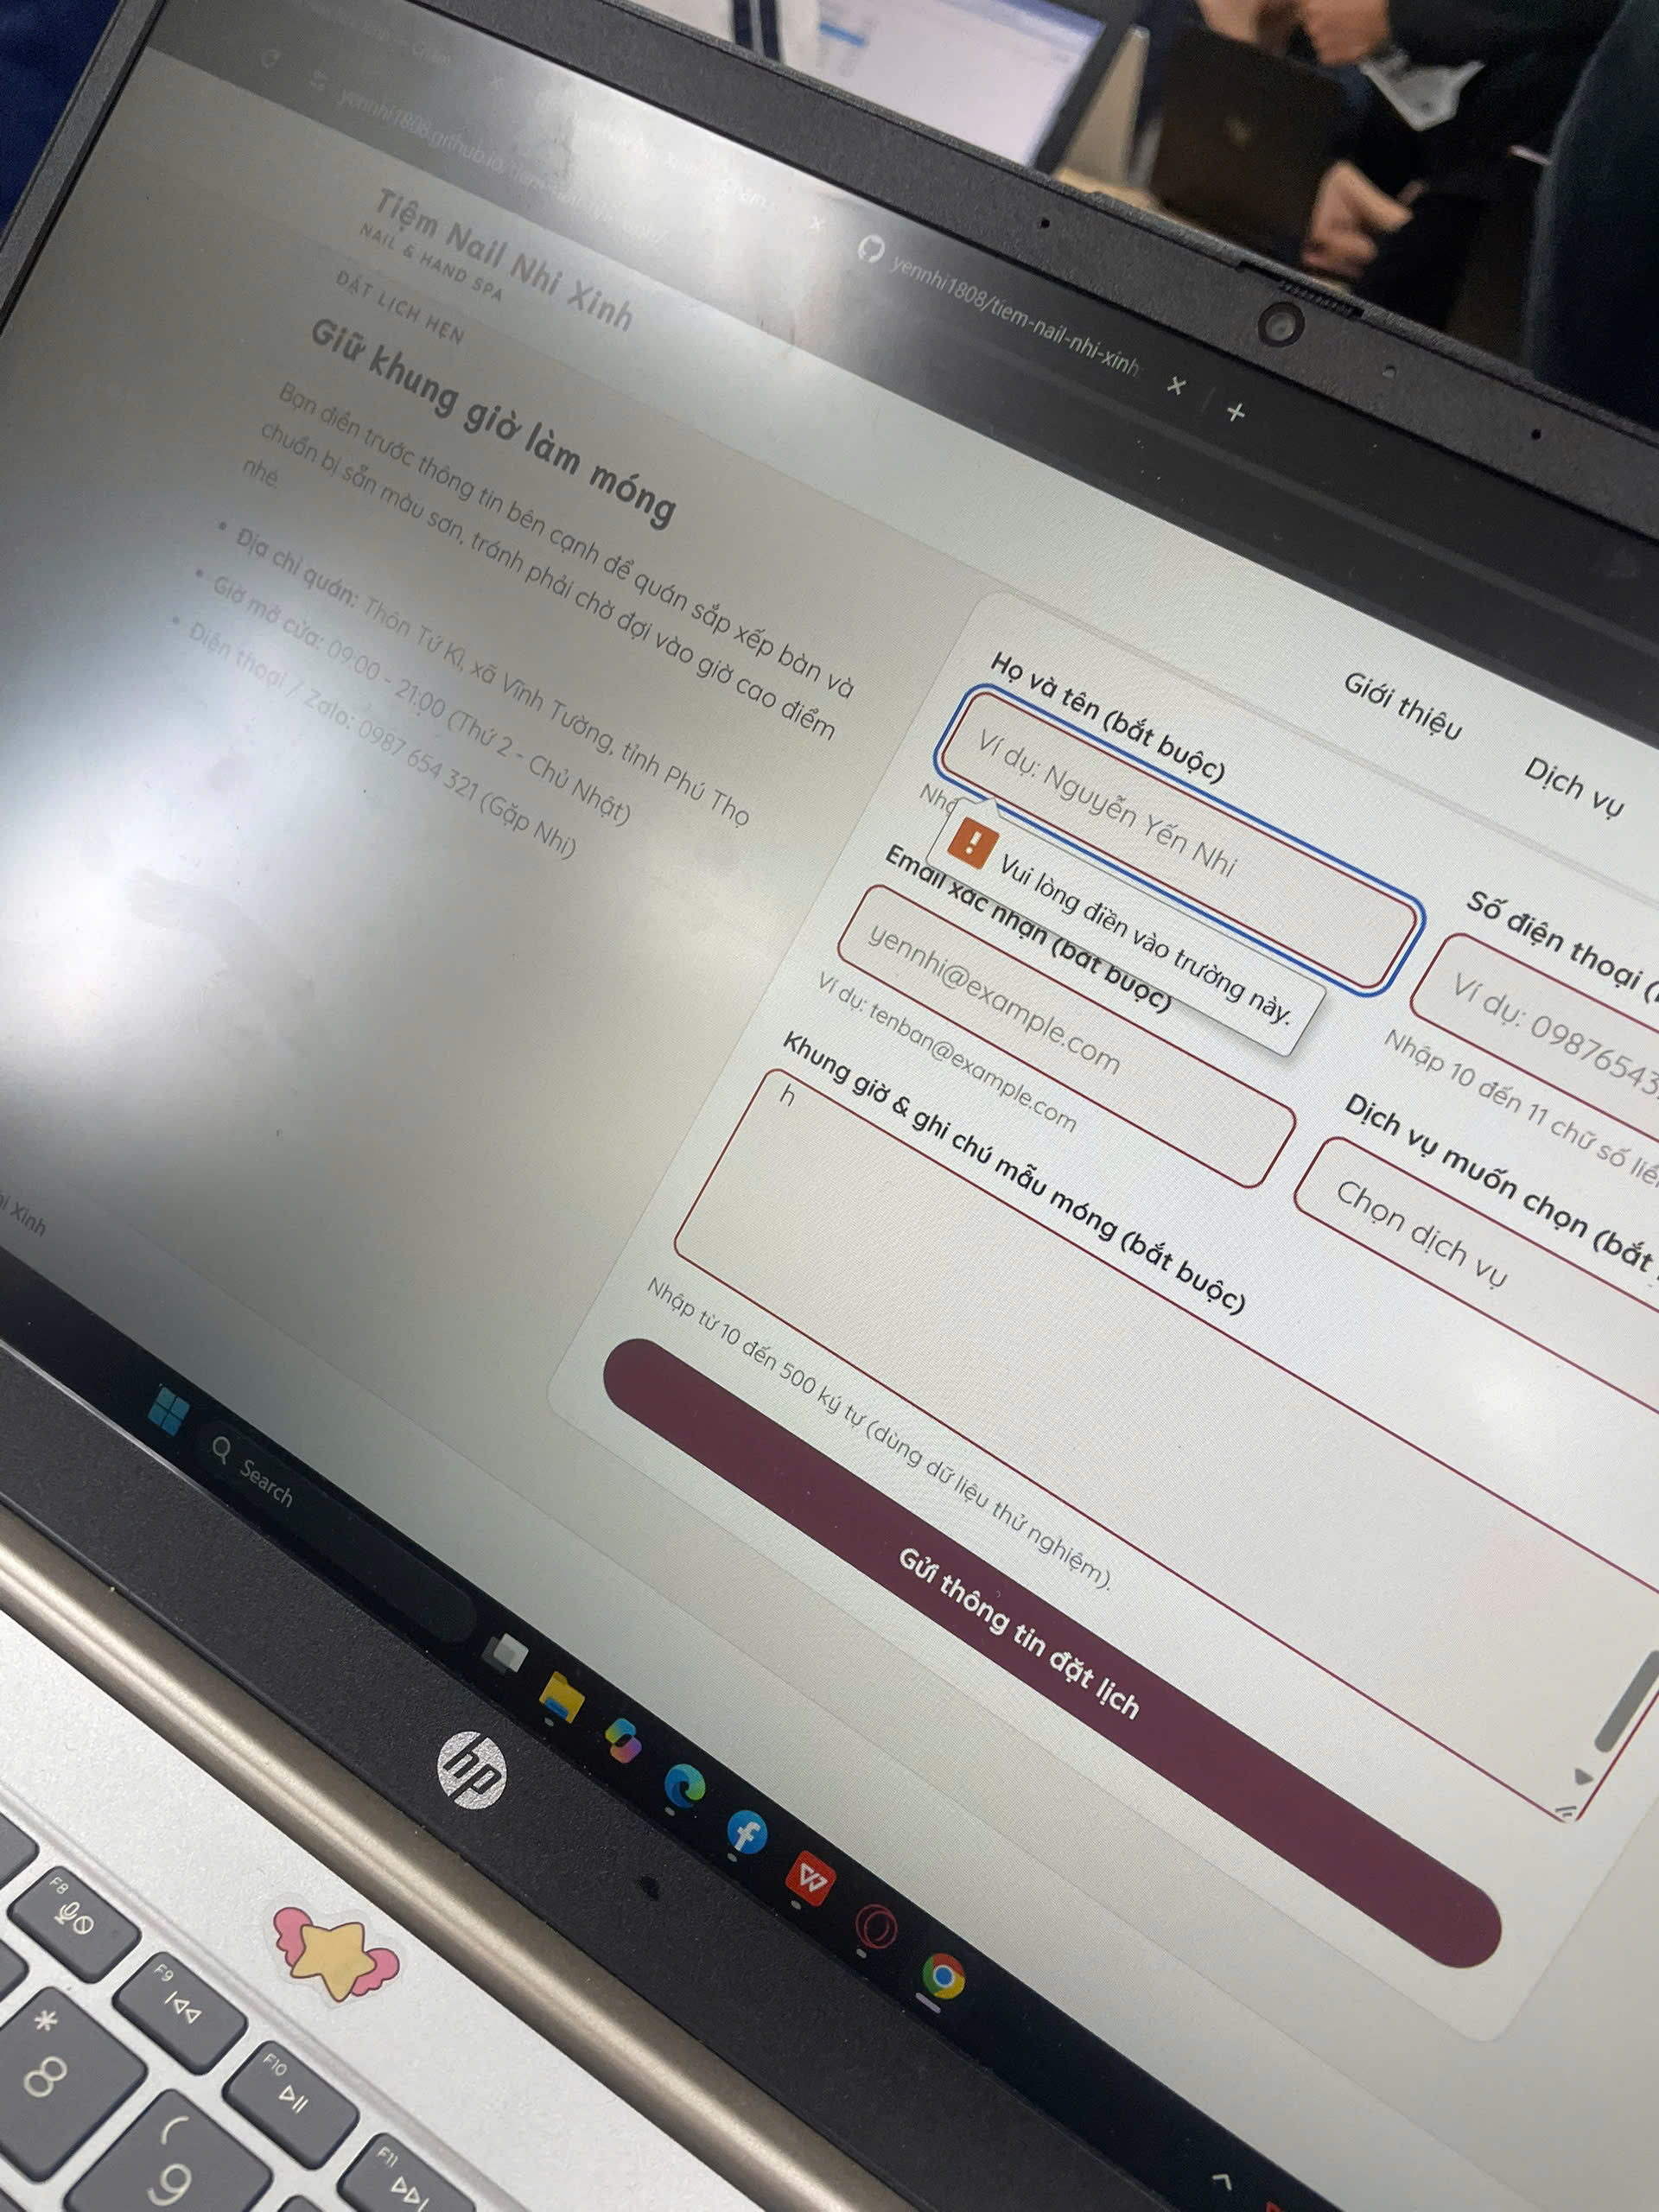 yennhi1808.github.io
yennhi1808/tiem-nail-nhi-xinh
Tiệm Nail Nhi Xinh
NAIL & HAND SPA
Giới thiệu
Dịch vụ
ĐẶT LỊCH HẸN
Giữ khung giờ làm móng
Bạn điền trước thông tin bên cạnh để quán sắp xếp bàn và
chuẩn bị sẵn màu sơn, tránh phải chờ đợi vào giờ cao điểm
nhé.
• Địa chỉ quán: Thôn Tứ Kì, xã Vĩnh Tường, tỉnh Phú Thọ
• Giờ mở cửa: 09:00 - 21:00 (Thứ 2 - Chủ Nhật)
• Điện thoại / Zalo: 0987 654 321 (Gặp Nhi)
Họ và tên (bắt buộc)
Ví dụ: Nguyễn Yến Nhi
Vui lòng điền vào trường này.
Số điện thoại
Ví dụ: 09876543
Nhập 10 đến 11 chữ số
Email xác nhận (bắt buộc)
yennhi@example.com
Ví dụ: tenban@example.com
Dịch vụ muốn chọn (bắt
Chọn dịch vụ
Khung giờ & ghi chú mẫu móng (bắt buộc)
h
Nhập từ 10 đến 500 ký tự (dùng dữ liệu thử nghiệm).
Gửi thông tin đặt lịch
Xinh
Search
hp
F8
F9
F10
F11
*
8
(
9